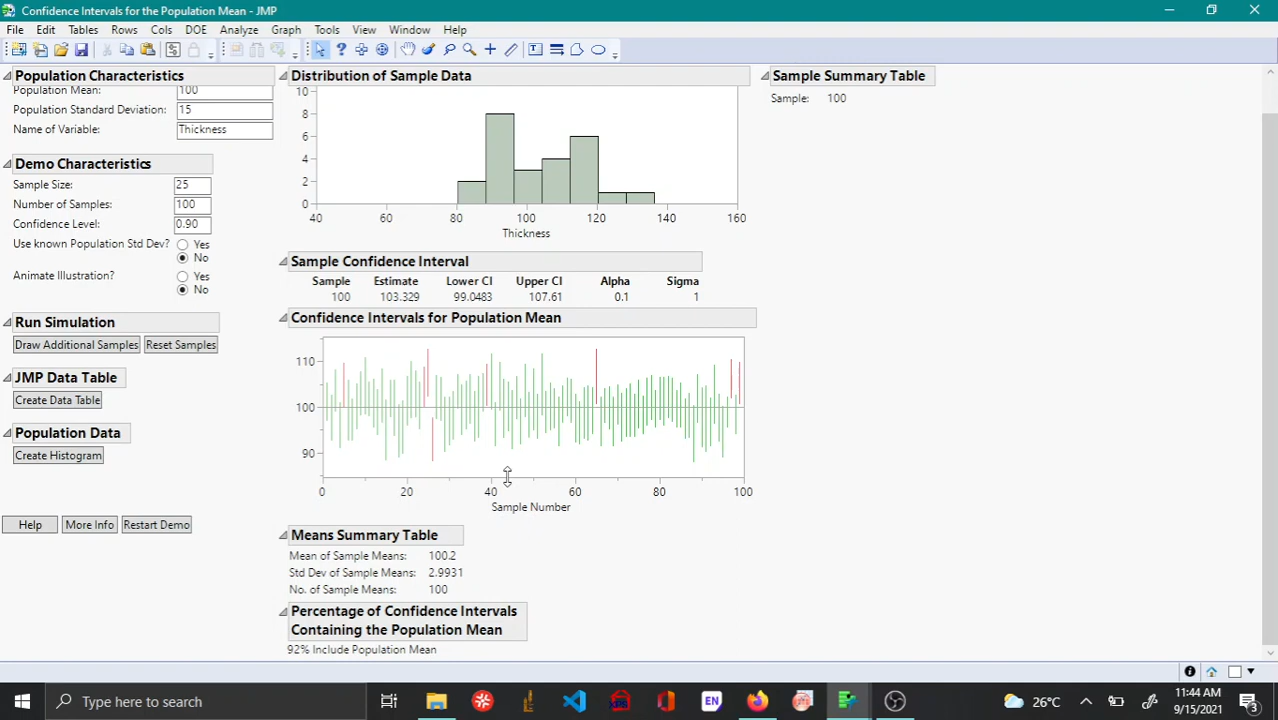 Confidence Intervals for the Population Mean - JMP
File Edit Tables Rows Cols DOE Analyze Graph Tools View Window Help
Population Characteristics
Population Mean: 100
Population Standard Deviation: 15
Name of Variable: Thickness
Demo Characteristics
Sample Size: 25
Number of Samples: 100
Confidence Level: 0.90
Use known Population Std Dev? Yes
No
Animate Illustration? Yes
No
Run Simulation
Draw Additional Samples Reset Samples
JMP Data Table
Create Data Table
Population Data
Create Histogram
Help More Info Restart Demo
Distribution of Sample Data
10
8
6
4
2
0
40 60 80 100 120 140 160
Thickness
Sample Confidence Interval
Sample Estimate Lower CI Upper CI Alpha Sigma
100 103.329 99.0483 107.61 0.1 1
Confidence Intervals for Population Mean
110
100
90
0 20 40 60 80 100
Sample Number
Means Summary Table
Mean of Sample Means: 100.2
Std Dev of Sample Means: 2.9931
No. of Sample Means: 100
Percentage of Confidence Intervals
Containing the Population Mean
92% Include Population Mean
Sample Summary Table
Sample: 100
Type here to search
EN
26°C
11:44 AM
9/15/2021
3